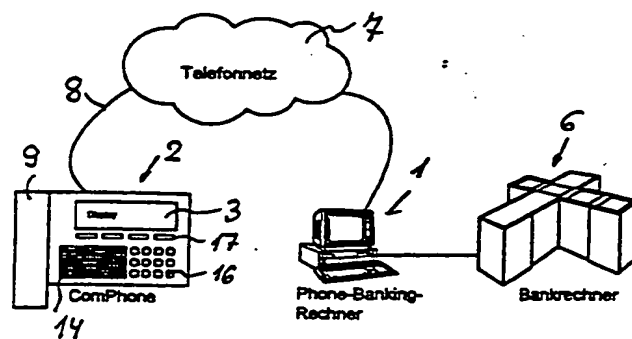 7
Telefonnetz
8
9
2
6
1
Display
3
17
16
14
ComPhone
Phone-Banking-
Rechner
Bankrechner